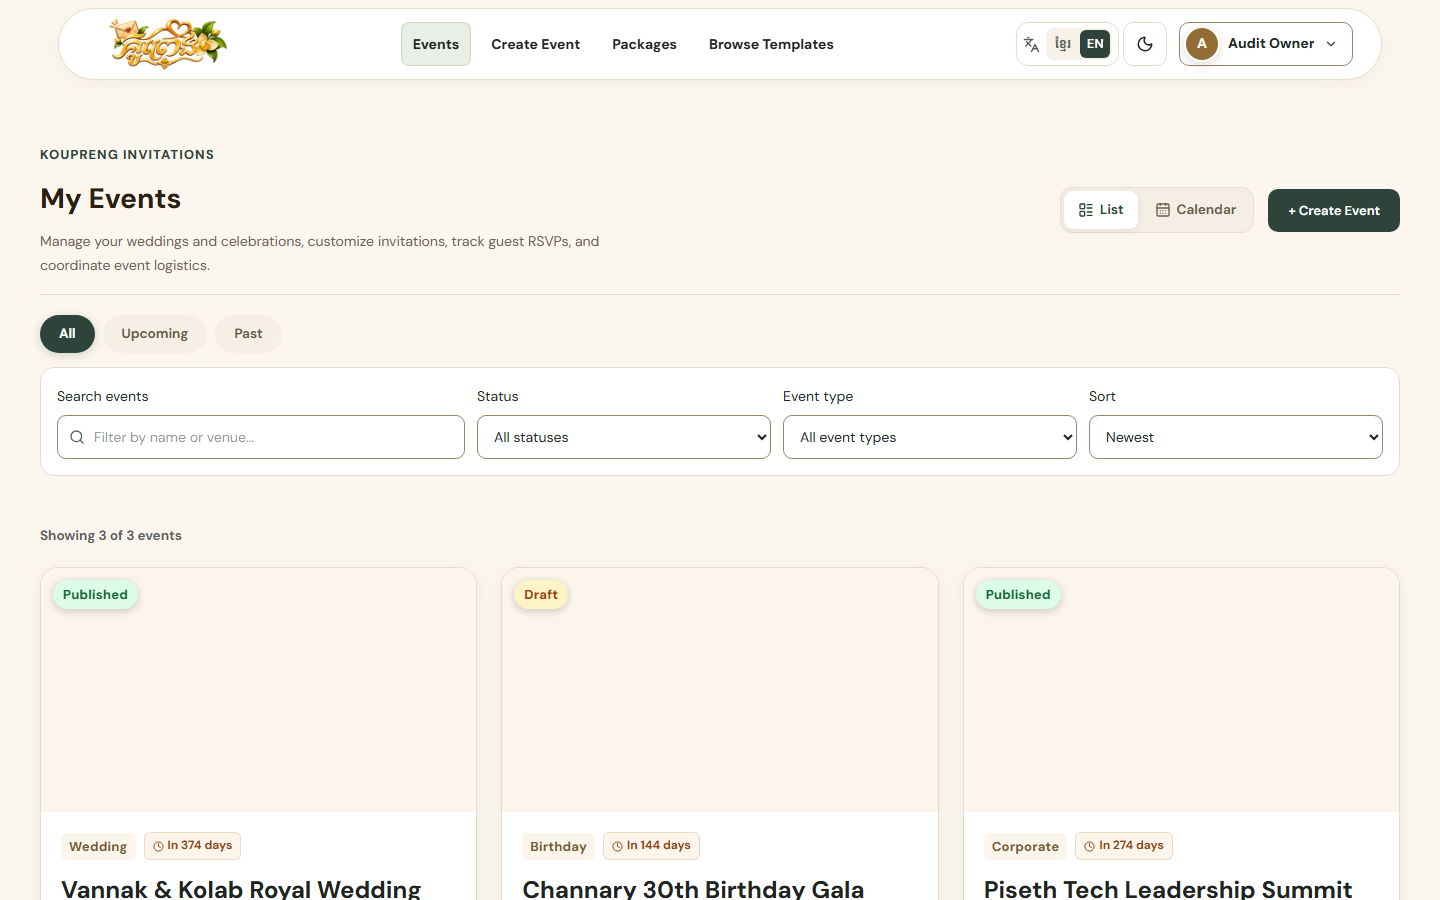 Events
Create Event
Packages
Browse Templates
ខ្មែរ
EN
A
Audit Owner
KOUPRENG INVITATIONS
My Events
Manage your weddings and celebrations, customize invitations, track guest RSVPs, and
coordinate event logistics.
List
Calendar
+ Create Event
All
Upcoming
Past
Search events
Status
Event type
Sort
Filter by name or venue...
All statuses
All event types
Newest
Showing 3 of 3 events
Published
Draft
Published
Wedding
In 374 days
Birthday
In 144 days
Corporate
In 274 days
Vannak & Kolab Royal Wedding
Channary 30th Birthday Gala
Piseth Tech Leadership Summit